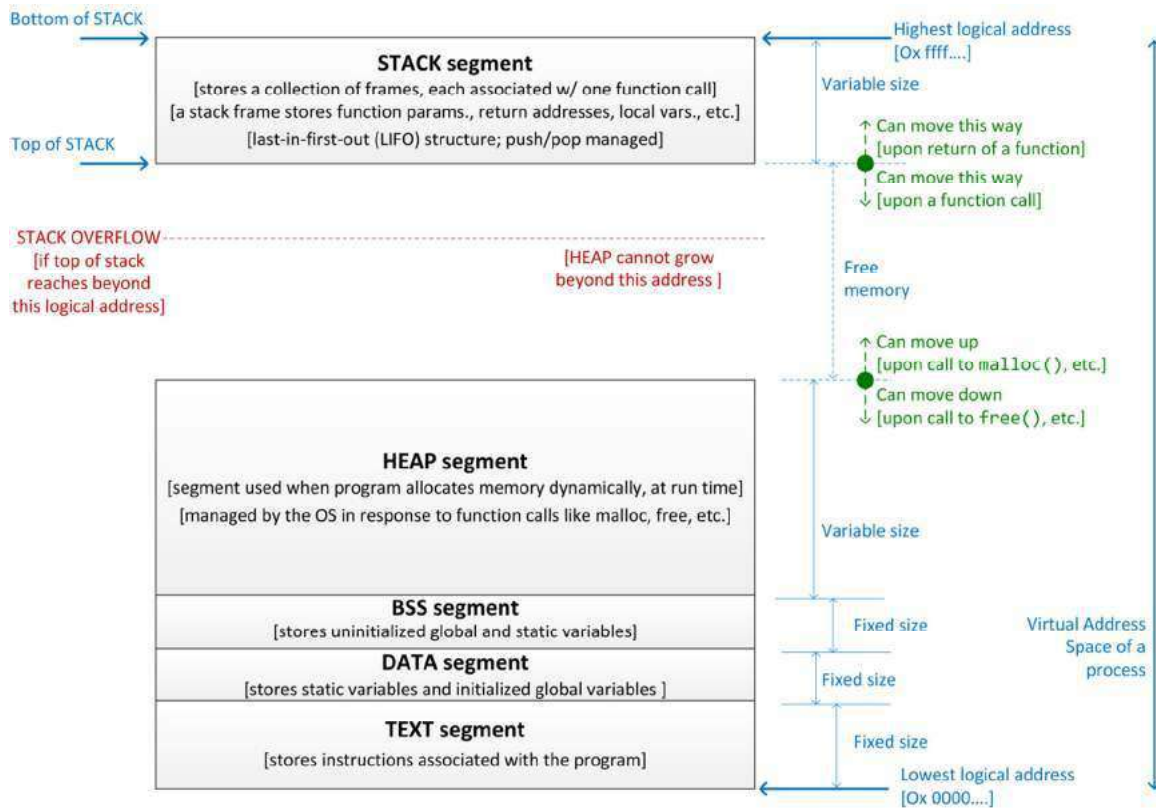 Bottom of STACK
Highest logical address
[Ox ffff....]
STACK segment
[stores a collection of frames, each associated w/ one function call]
[a stack frame stores function params., return addresses, local vars., etc.]
[last-in-first-out (LIFO) structure; push/pop managed]
Variable size
Top of STACK
Can move this way
[upon return of a function]
Can move this way
[upon a function call]
STACK OVERFLOW
[if top of stack
reaches beyond
this logical address]
[HEAP cannot grow
beyond this address ]
Free
memory
Can move up
[upon call to malloc(), etc.]
Can move down
[upon call to free(), etc.]
HEAP segment
[segment used when program allocates memory dynamically, at run time]
[managed by the OS in response to function calls like malloc, free, etc.]
Variable size
BSS segment
[stores uninitialized global and static variables]
Fixed size
Virtual Address
Space of a
process
DATA segment
[stores static variables and initialized global variables ]
Fixed size
TEXT segment
[stores instructions associated with the program]
Fixed size
Lowest logical address
[Ox 0000....]